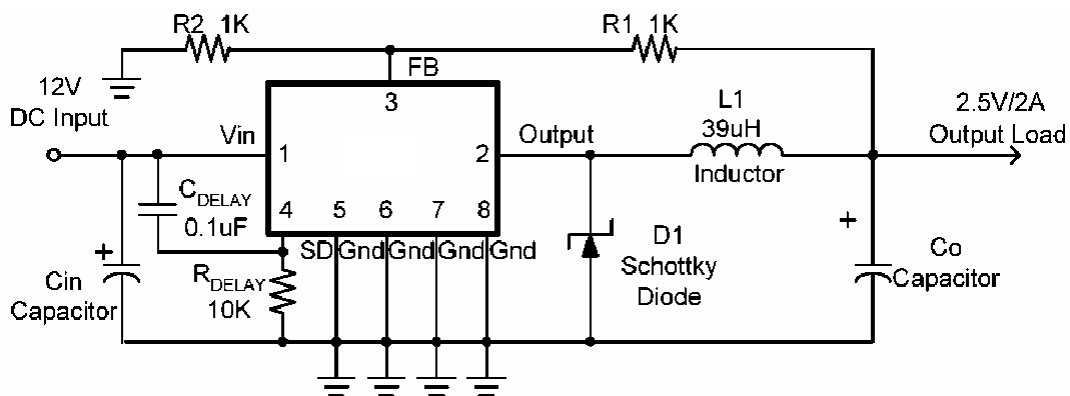 R2 1K
R1 1K
FB
12V
DC Input
3
L1
39uH
Inductor
2.5V/2A
Output Load
Vin
1
2
Output
C_DELAY
0.1uF
4
5
6
7
8
SD
Gnd
Gnd
Gnd
Gnd
+
Cin
Capacitor
R_DELAY
10K
D1
Schottky
Diode
+
Co
Capacitor